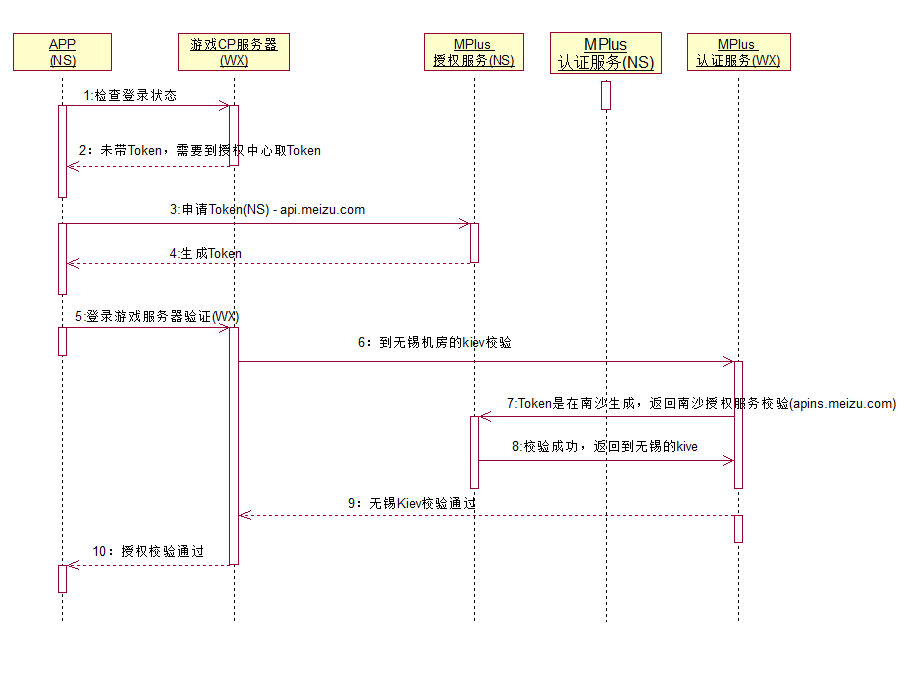 APP
(NS)
游戏CP服务器
(WX)
MPlus
授权服务(NS)
MPlus
认证服务(NS)
MPlus
认证服务(WX)
1:检查登录状态
2：未带Token，需要到授权中心取Token
3:申请Token(NS) - api.meizu.com
4:生成Token
5:登录游戏服务器验证(WX)
6：到无锡机房的kiev校验
7:Token是在南沙生成，返回南沙授权服务校验(apins.meizu.com)
8:校验成功，返回到无锡的kive
9：无锡Kiev校验通过
10：授权校验通过